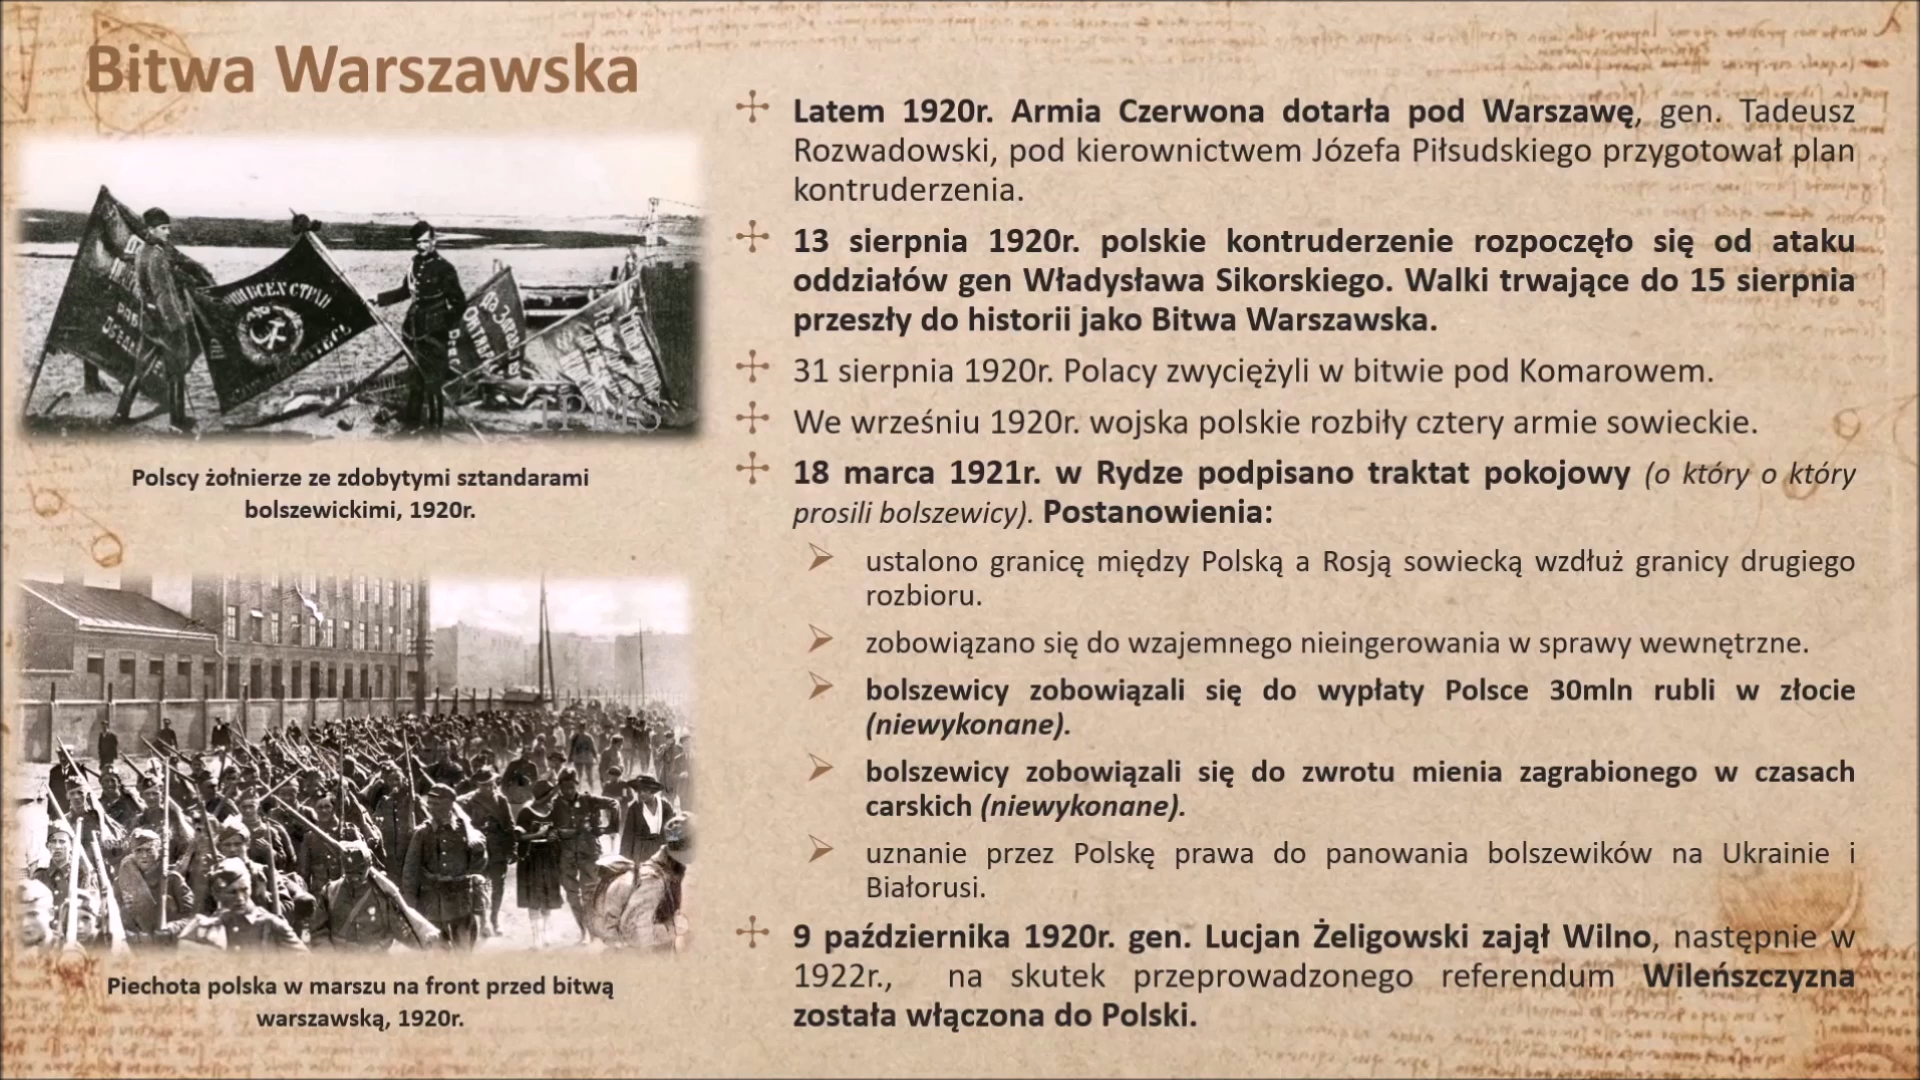 Bitwa Warszawska
Latem 1920r. Armia Czerwona dotarła pod Warszawę, gen. Tadeusz
Rozwadowski, pod kierownictwem Józefa Piłsudskiego przygotował plan
kontruderzenia.
13 sierpnia 1920r. polskie kontruderzenie rozpoczęło się od ataku
oddziałów gen Władysława Sikorskiego. Walki trwające do 15 sierpnia
przeszły do historii jako Bitwa Warszawska.
31 sierpnia 1920r. Polacy zwyciężyli w bitwie pod Komarowem.
We wrześniu 1920r. wojska polskie rozbiły cztery armie sowieckie.
18 marca 1921r. w Rydze podpisano traktat pokojowy (o który o który
prosili bolszewicy). Postanowienia:
ustalono granicę między Polską a Rosją sowiecką wzdłuż granicy drugiego
rozbioru.
zobowiązano się do wzajemnego nieingerowania w sprawy wewnętrzne.
bolszewicy zobowiązali się do wypłaty Polsce 30mln rubli w złocie
(niewykonane).
bolszewicy zobowiązali się do zwrotu mienia zagrabionego w czasach
carskich (niewykonane).
uznanie przez Polskę prawa do panowania bolszewików na Ukrainie i
Białorusi.
9 października 1920r. gen. Lucjan Żeligowski zajął Wilno, następnie w
1922r., na skutek przeprowadzonego referendum Wileńszczyzna
została włączona do Polski.
Polscy żołnierze ze zdobytymi sztandarami
bolszewickimi, 1920r.
Piechota polska w marszu na front przed bitwą
warszawską, 1920r.